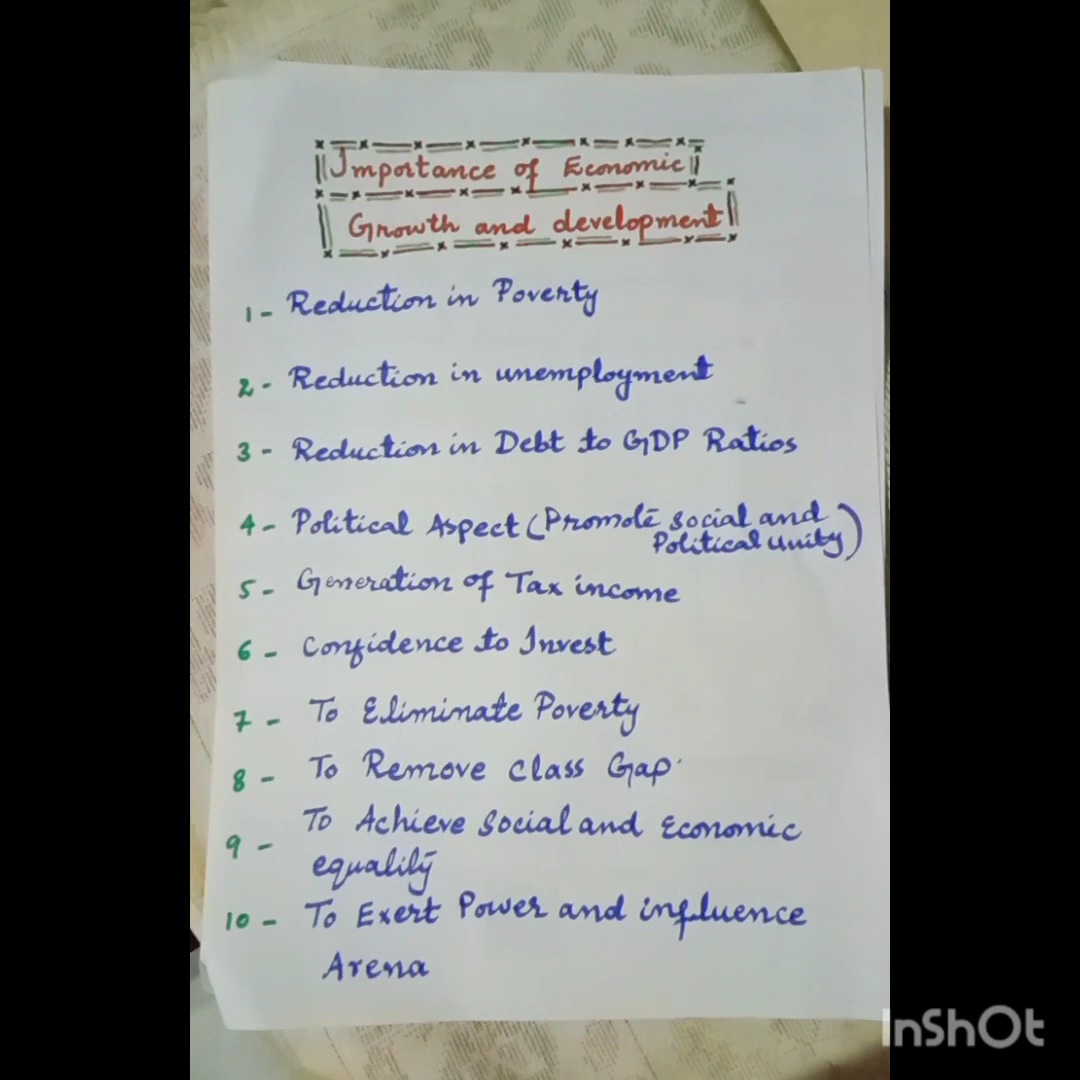 Importance of Economic
Growth and development
1- Reduction in Poverty
2- Reduction in unemployment
3- Reduction in Debt to GDP Ratios
4- Political Aspect (Promote social and
Political unity)
5- Generation of Tax income
6- Confidence to Invest
7- To Eliminate Poverty
8- To Remove class Gap
9- To Achieve social and Economic
equality
10- To Exert Power and influence
Arena
InShOt